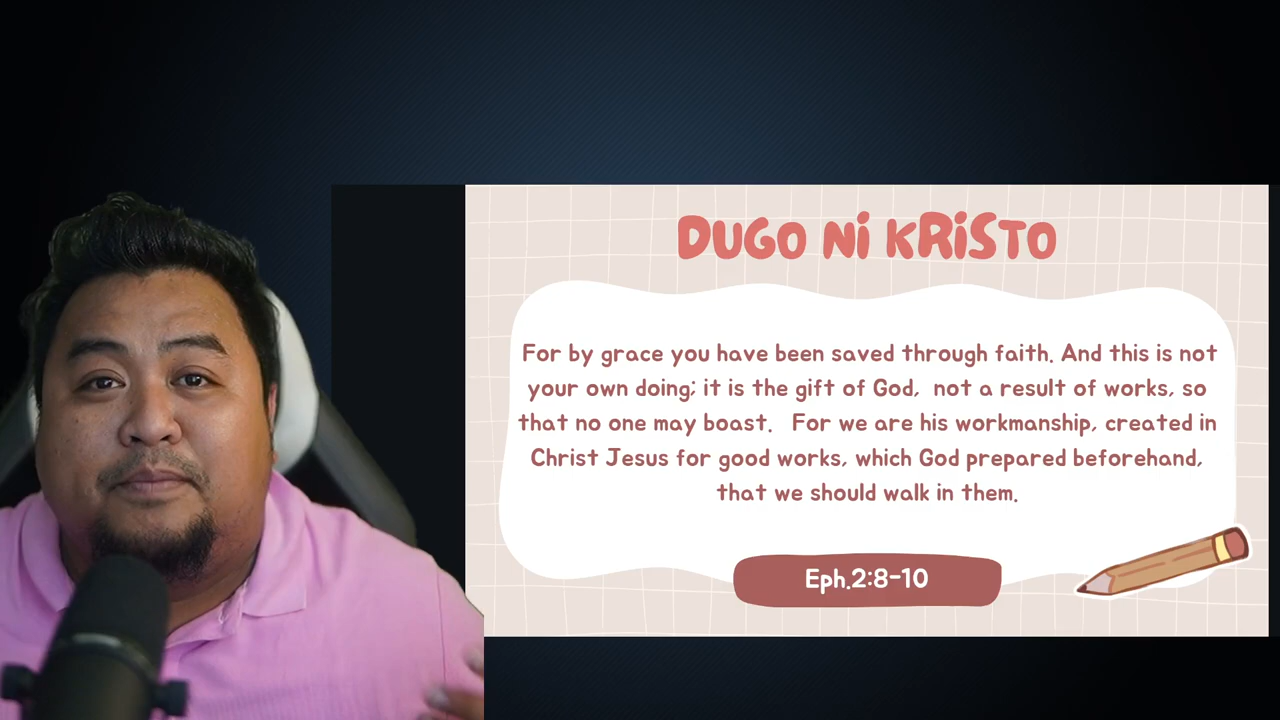 DUGO NI KRISTO
For by grace you have been saved through faith. And this is not
your own doing; it is the gift of God, not a result of works, so
that no one may boast. For we are his workmanship, created in
Christ Jesus for good works, which God prepared beforehand,
that we should walk in them.
Eph.2:8-10